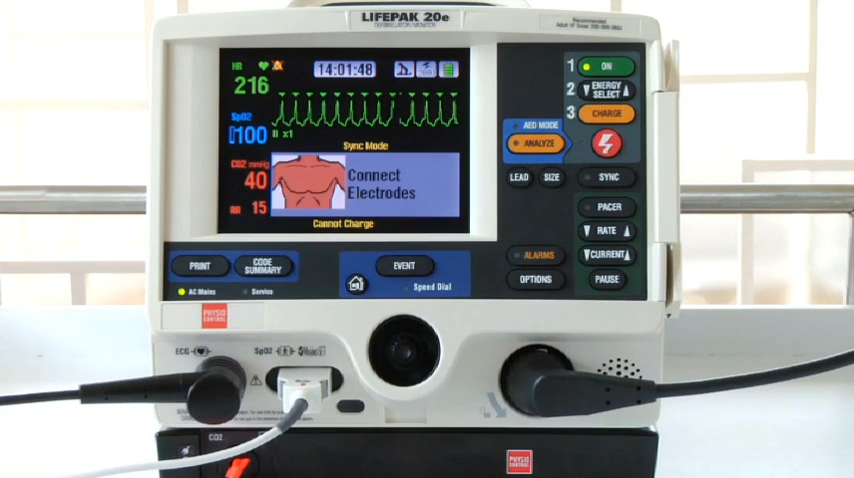 LIFEPAK 20e
DEFIBRILLATOR/MONITOR
HR
216
14:01:48
SpO2
100
II x1
Sync Mode
CO2 mmHg
40
RR 15
Connect
Electrodes
Cannot Charge
1 ON
2 ENERGY
SELECT
3 CHARGE
AED MODE
ANALYZE
LEAD
SIZE
SYNC
PACER
RATE
CURRENT
PAUSE
ALARMS
OPTIONS
PRINT
CODE
SUMMARY
EVENT
AC Mains
Service
Speed Dial
PHYSIO
CONTROL
ECG
SpO2
CO2
PHYSIO
CONTROL